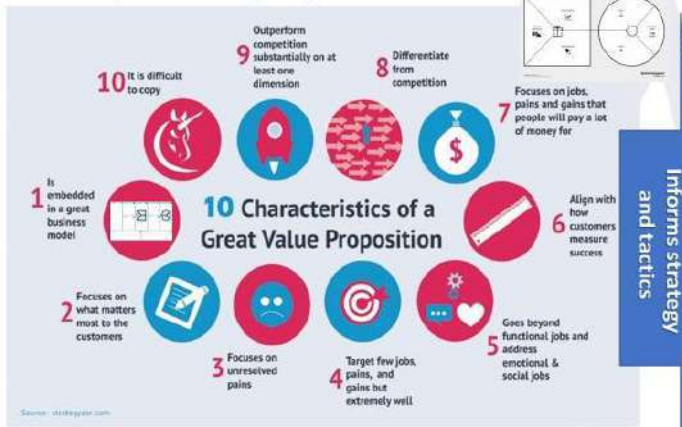 10 Characteristics of a
Great Value Proposition
1
Is
embedded
in a great
business
model
2
Focuses on
what matters
most to the
customers
3
Focuses on
unresolved
pains
4
Target few jobs,
pains, and
gains but
extremely well
5
Goes beyond
functional jobs and
address
emotional &
social jobs
6
Align with
how
customers
measure
success
7
Focuses on jobs,
pains and gains that
people will pay a lot
of money for
8
Differentiate
from
competition
9
Outperform
competition
substantially on at
least one
dimension
10
It is difficult
to copy
$
Informs strategy
and tactics
Source: strategyzer.com